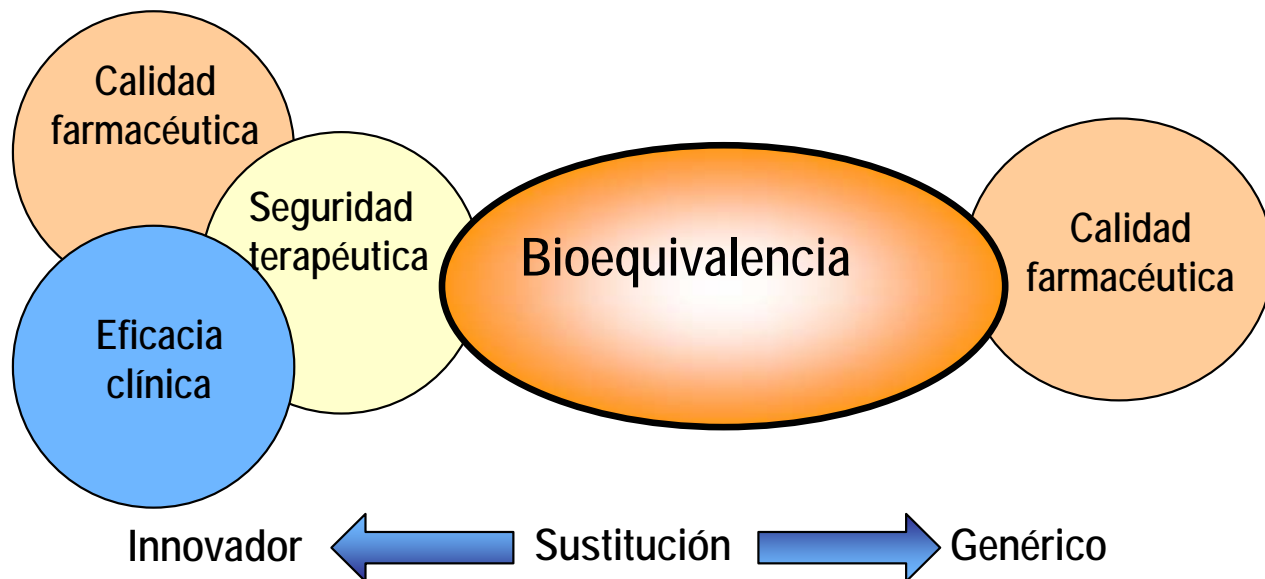 Calidad
farmacéutica
Seguridad
terapéutica
Eficacia
clínica
Bioequivalencia
Calidad
farmacéutica
Innovador
Sustitución
Genérico